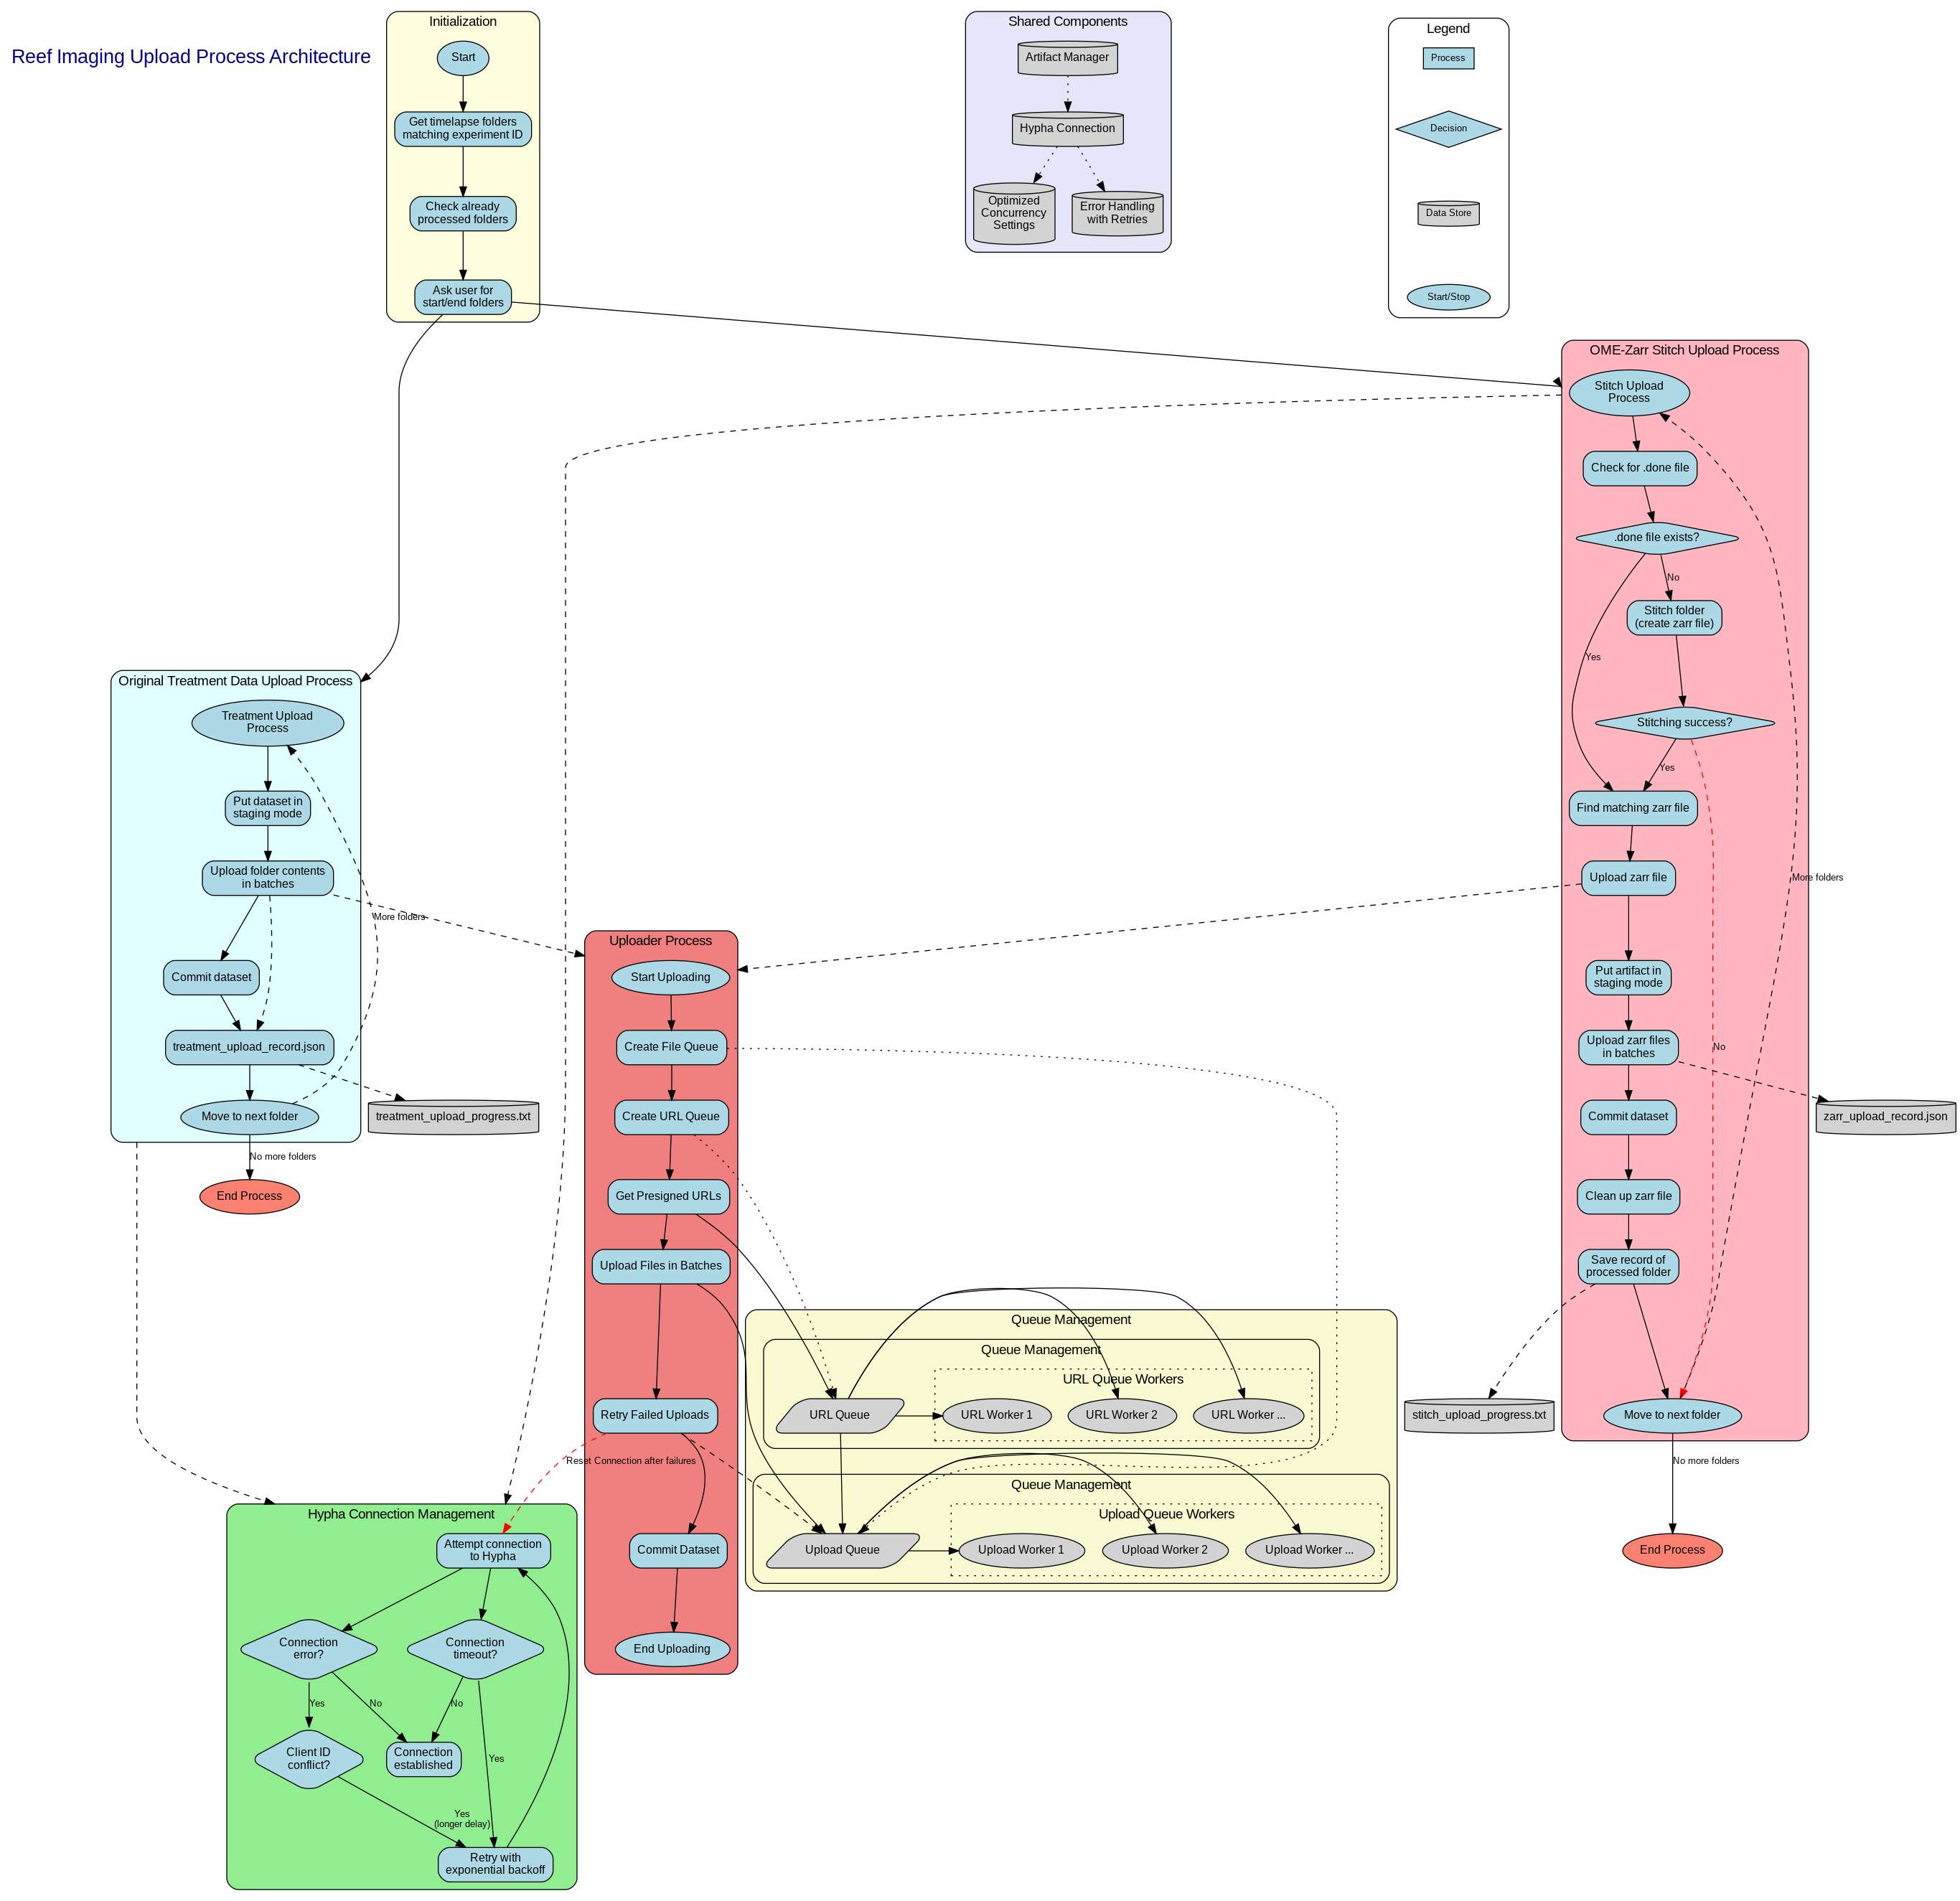 Reef Imaging Upload Process Architecture
Initialization
Start
Get timelapse folders
matching experiment ID
Check already
processed folders
Ask user for
start/end folders
Shared Components
Artifact Manager
Hypha Connection
Optimized
Concurrency
Settings
Error Handling
with Retries
Legend
Process
Decision
Data Store
Start/Stop
OME-Zarr Stitch Upload Process
Stitch Upload
Process
Check for .done file
.done file exists?
No
Stitch folder
(create zarr file)
Yes
Stitching success?
Yes
Find matching zarr file
Upload zarr file
More folders
Put artifact in
staging mode
Upload zarr files
in batches
No
Commit dataset
zarr_upload_record.json
Clean up zarr file
Save record of
processed folder
stitch_upload_progress.txt
Move to next folder
No more folders
End Process
Original Treatment Data Upload Process
Treatment Upload
Process
Put dataset in
staging mode
Upload folder contents
in batches
More folders
Commit dataset
treatment_upload_record.json
Move to next folder
treatment_upload_progress.txt
No more folders
End Process
Uploader Process
Start Uploading
Create File Queue
Create URL Queue
Get Presigned URLs
Upload Files in Batches
Retry Failed Uploads
Reset Connection after failures
Commit Dataset
End Uploading
Queue Management
Queue Management
URL Queue Workers
URL Queue
URL Worker 1
URL Worker 2
URL Worker ...
Queue Management
Upload Queue Workers
Upload Queue
Upload Worker 1
Upload Worker 2
Upload Worker ...
Hypha Connection Management
Attempt connection
to Hypha
Connection
error?
Connection
timeout?
Yes
No
No
Client ID
conflict?
Connection
established
Yes
Yes
(longer delay)
Retry with
exponential backoff